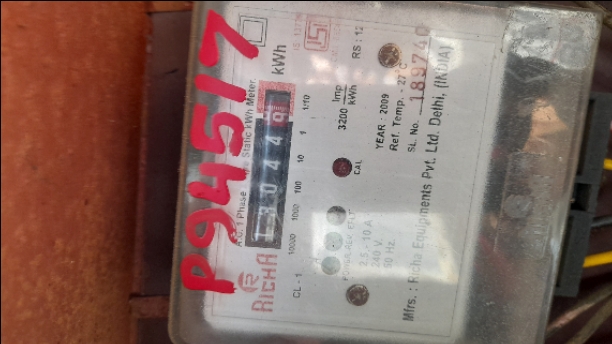 P94517
A.C. 1 Phase Static kWh Meter
RICHA
130449
kWh
10000 1000 100 10 1 1:10
CL - 1
IS
3200 Imp/kWh
RS : 12
CAL
2.5 - 10 A
240 V
50 Hz.
YEAR : 2009
Ref. Temp. - 27°C
SL. No. 189740
Mfrs. : Richa Equipments Pvt. Ltd. Delhi, (INDIA)